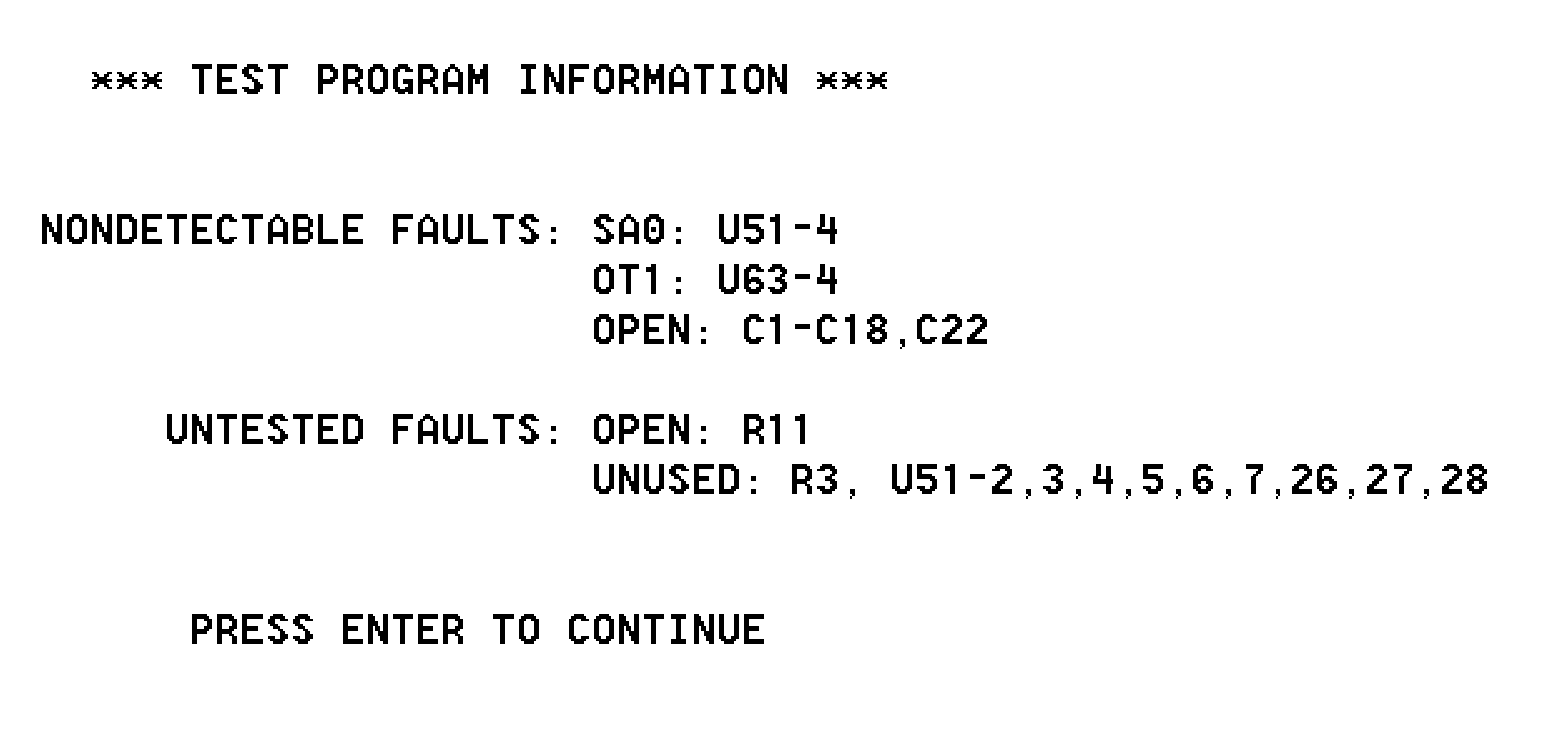 *** TEST PROGRAM INFORMATION ***
NONDETECTABLE FAULTS: SA0: U51-4
OT1: U63-4
OPEN: C1-C18,C22
UNTESTED FAULTS: OPEN: R11
UNUSED: R3, U51-2,3,4,5,6,7,26,27,28
PRESS ENTER TO CONTINUE